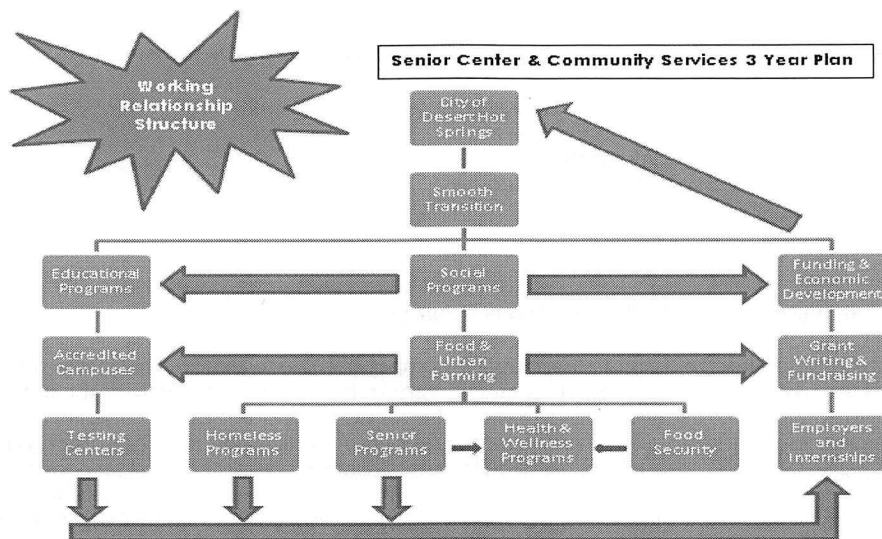 Working
Relationship
Structure
Senior Center & Community Services 3 Year Plan
City of
Desert Hot
Springs
Smooth
Transition
Educational
Programs
Social
Programs
Funding &
Economic
Development
Accredited
Campuses
Food &
Urban
Farming
Grant
Writing &
Fundraising
Testing
Centers
Homeless
Programs
Senior
Programs
Health &
Wellness
Programs
Food
Security
Employers
and
Internships